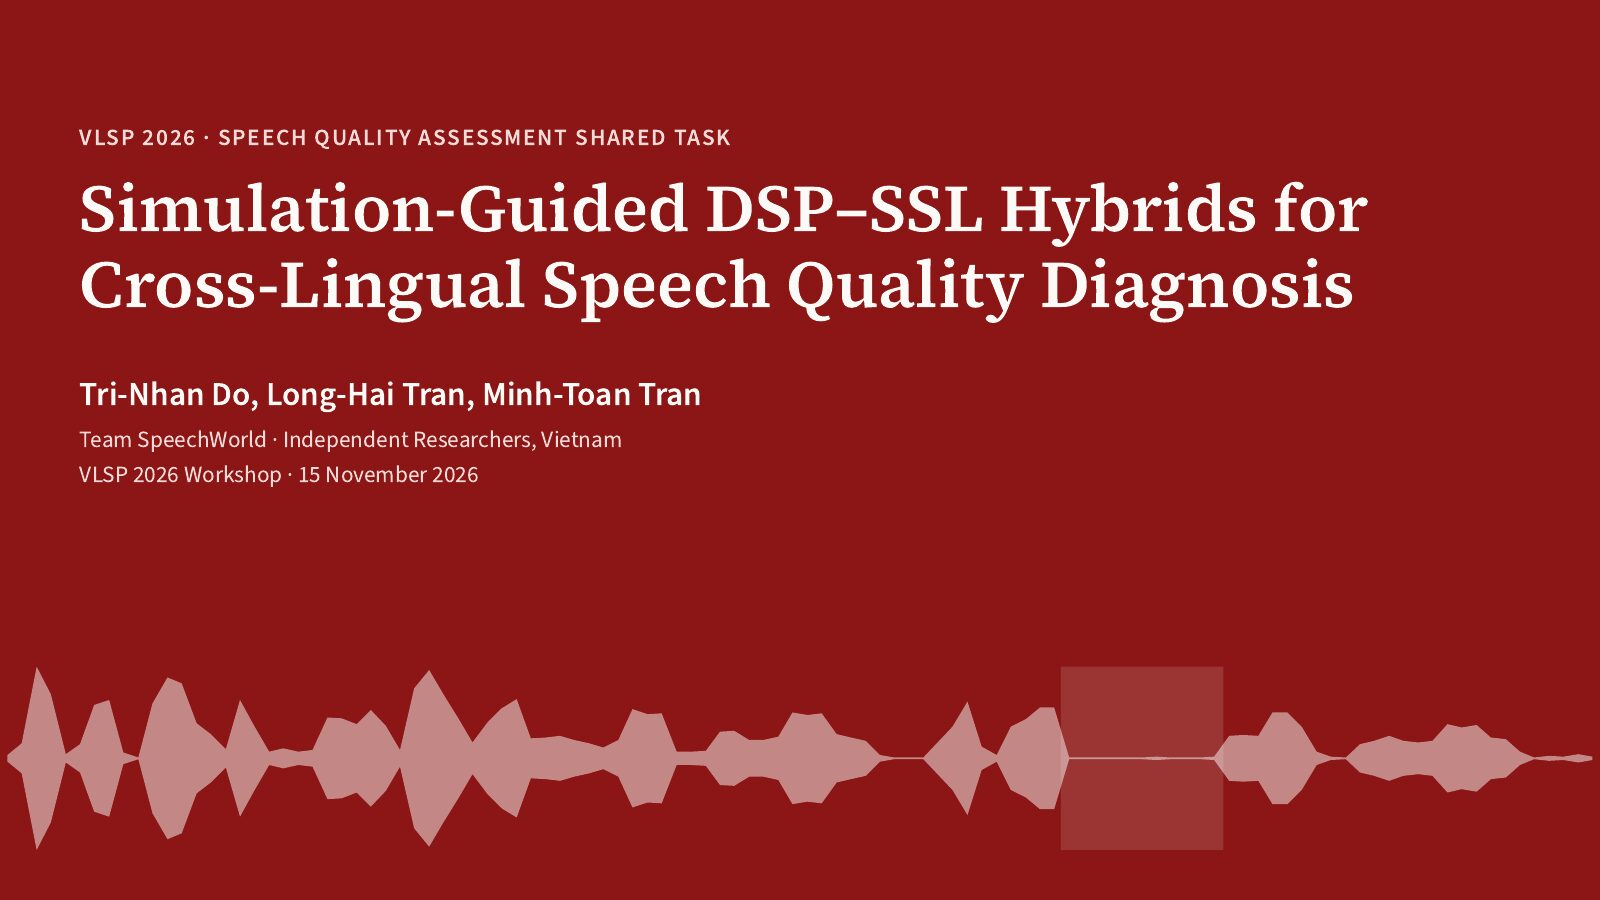 VLSP 2026 · SPEECH QUALITY ASSESSMENT SHARED TASK
Simulation-Guided DSP–SSL Hybrids for
Cross-Lingual Speech Quality Diagnosis
Tri-Nhan Do, Long-Hai Tran, Minh-Toan Tran
Team SpeechWorld · Independent Researchers, Vietnam
VLSP 2026 Workshop · 15 November 2026